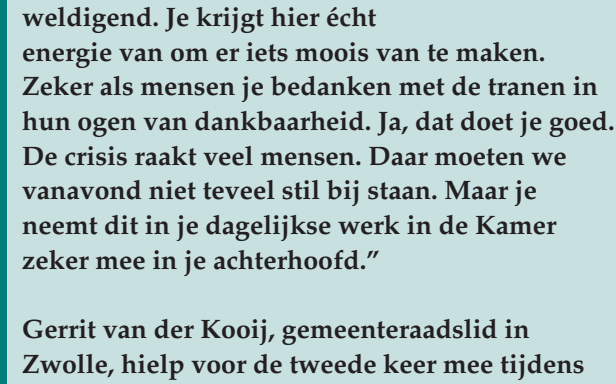 weldigend. Je krijgt hier écht
energie van om er iets moois van te maken.
Zeker als mensen je bedanken met de tranen in
hun ogen van dankbaarheid. Ja, dat doet je goed.
De crisis raakt veel mensen. Daar moeten we
vanavond niet teveel stil bij staan. Maar je
neemt dit in je dagelijkse werk in de Kamer
zeker mee in je achterhoofd.”
Gerrit van der Kooij, gemeenteraadslid in
Zwolle, hielp voor de tweede keer mee tijdens